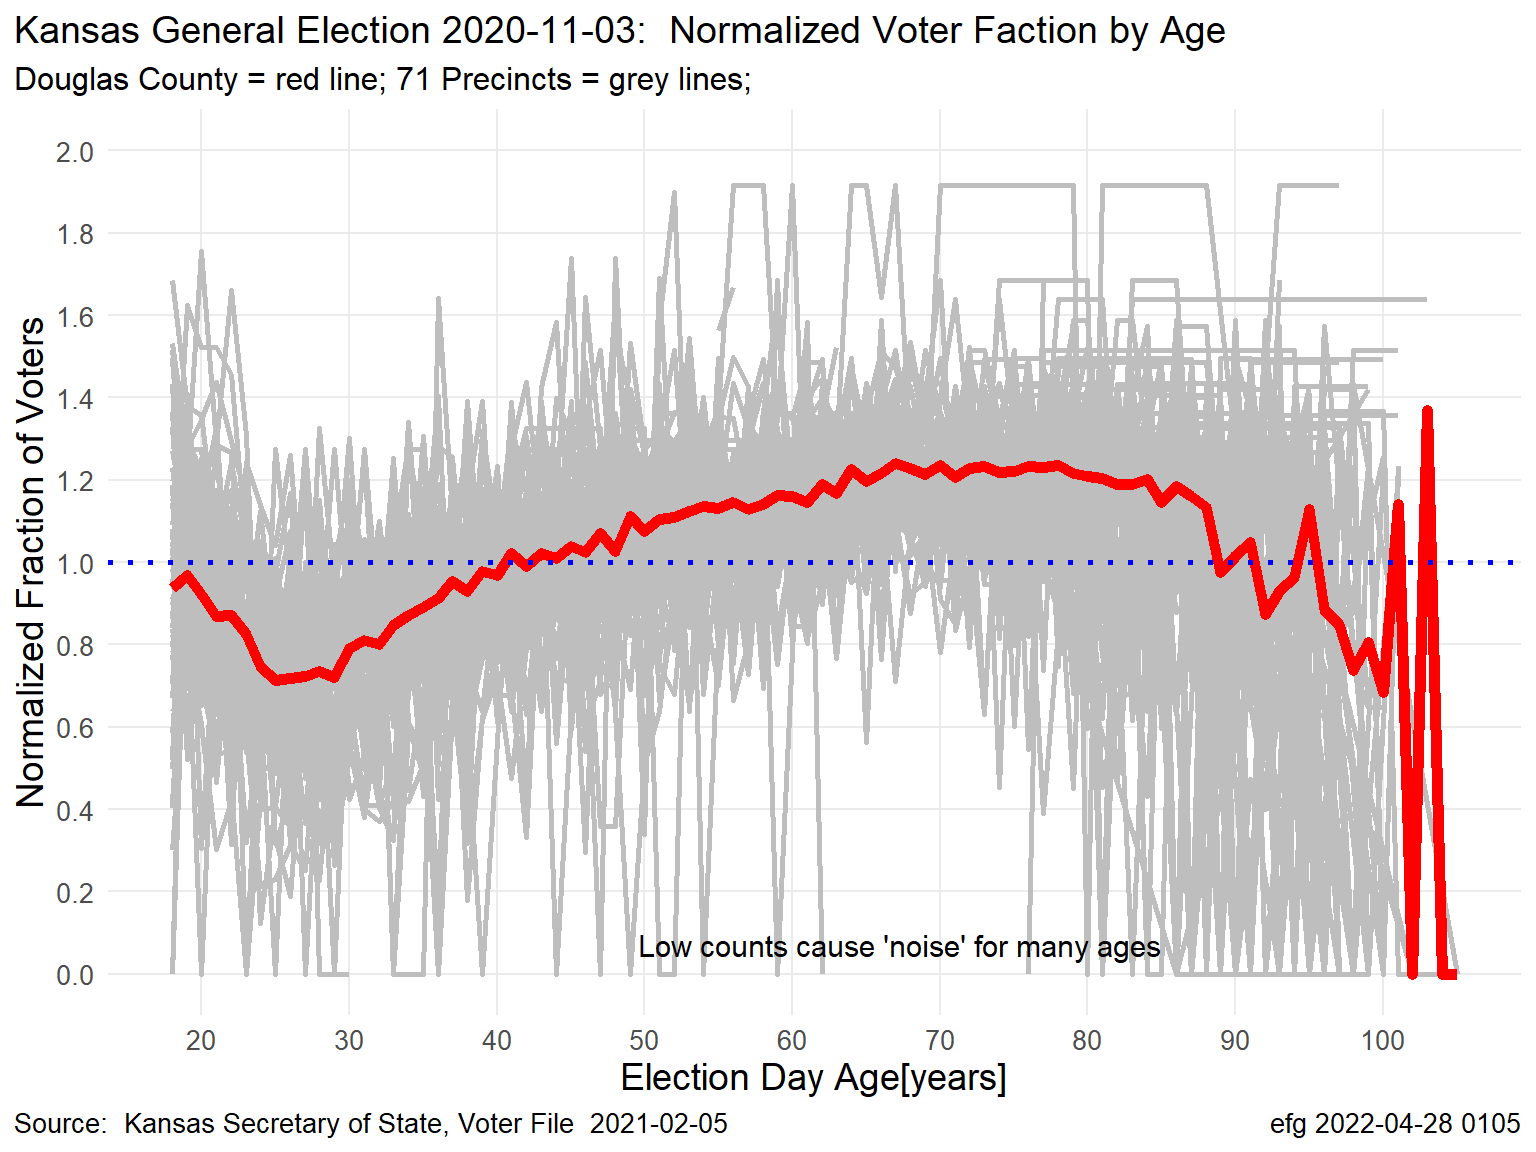 Kansas General Election 2020-11-03:  Normalized Voter Faction by Age
Douglas County = red line; 71 Precincts = grey lines;
Normalized Fraction of Voters
2.0
1.8
1.6
1.4
1.2
1.0
0.8
0.6
0.4
0.2
0.0
Low counts cause 'noise' for many ages
20 30 40 50 60 70 80 90 100
Election Day Age[years]
Source:  Kansas Secretary of State, Voter File  2021-02-05
efg 2022-04-28 0105